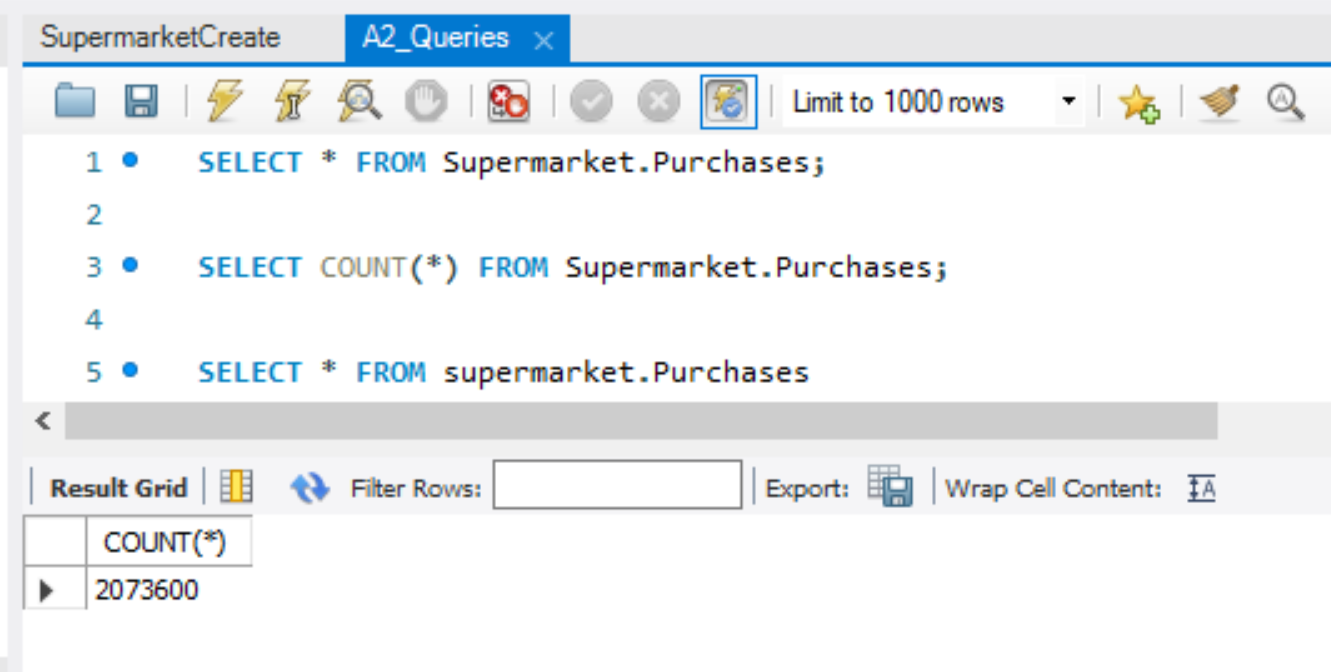 SupermarketCreate A2_Queries ×
Limit to 1000 rows
1 SELECT * FROM Supermarket.Purchases;
2
3 SELECT COUNT(*) FROM Supermarket.Purchases;
4
5 SELECT * FROM supermarket.Purchases
Result Grid Filter Rows: Export: Wrap Cell Content: IA
COUNT(*)
2073600